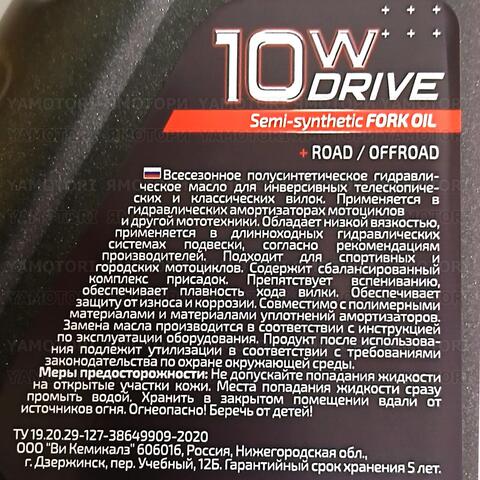 10W
DRIVE
Semi-synthetic FORK OIL
+ ROAD / OFFROAD
Всесезонное полусинтетическое гидравли-
ческое масло для инверсивных телескопиче-
ских и классических вилок. Применяется в
гидравлических амортизаторах мотоциклов
и другой мототехники. Обладает низкой вязкостью,
применяется в длинноходных гидравлических
системах подвески, согласно рекомендациям
производителей. Подходит для спортивных и
городских мотоциклов. Содержит сбалансированный
комплекс присадок. Препятствует вспениванию,
обеспечивает плавность хода вилки. Обеспечивает
защиту от износа и коррозии. Совместимо с полимерными
материалами и материалами уплотнений амортизаторов.
Замена масла производится в соответствии с инструкцией
по эксплуатации оборудования. Продукт после использова-
ния подлежит утилизации в соответствии с требованиями
законодательства по охране окружающей среды.
Меры предосторожности: Не допускайте попадания жидкости
на открытые участки кожи. Места попадания жидкости сразу
промыть водой. Хранить в закрытом помещении вдали от
источников огня. Огнеопасно! Беречь от детей!
ТУ 19.20.29-127-38649909-2020
ООО "Ви Кемикалз" 606016, Россия, Нижегородская обл.,
г. Дзержинск, пер. Учебный, 12Б. Гарантийный срок хранения 5 лет.
YAMOTORI ЯМОТОРИ YAMOTORI ЯМОТОРИ